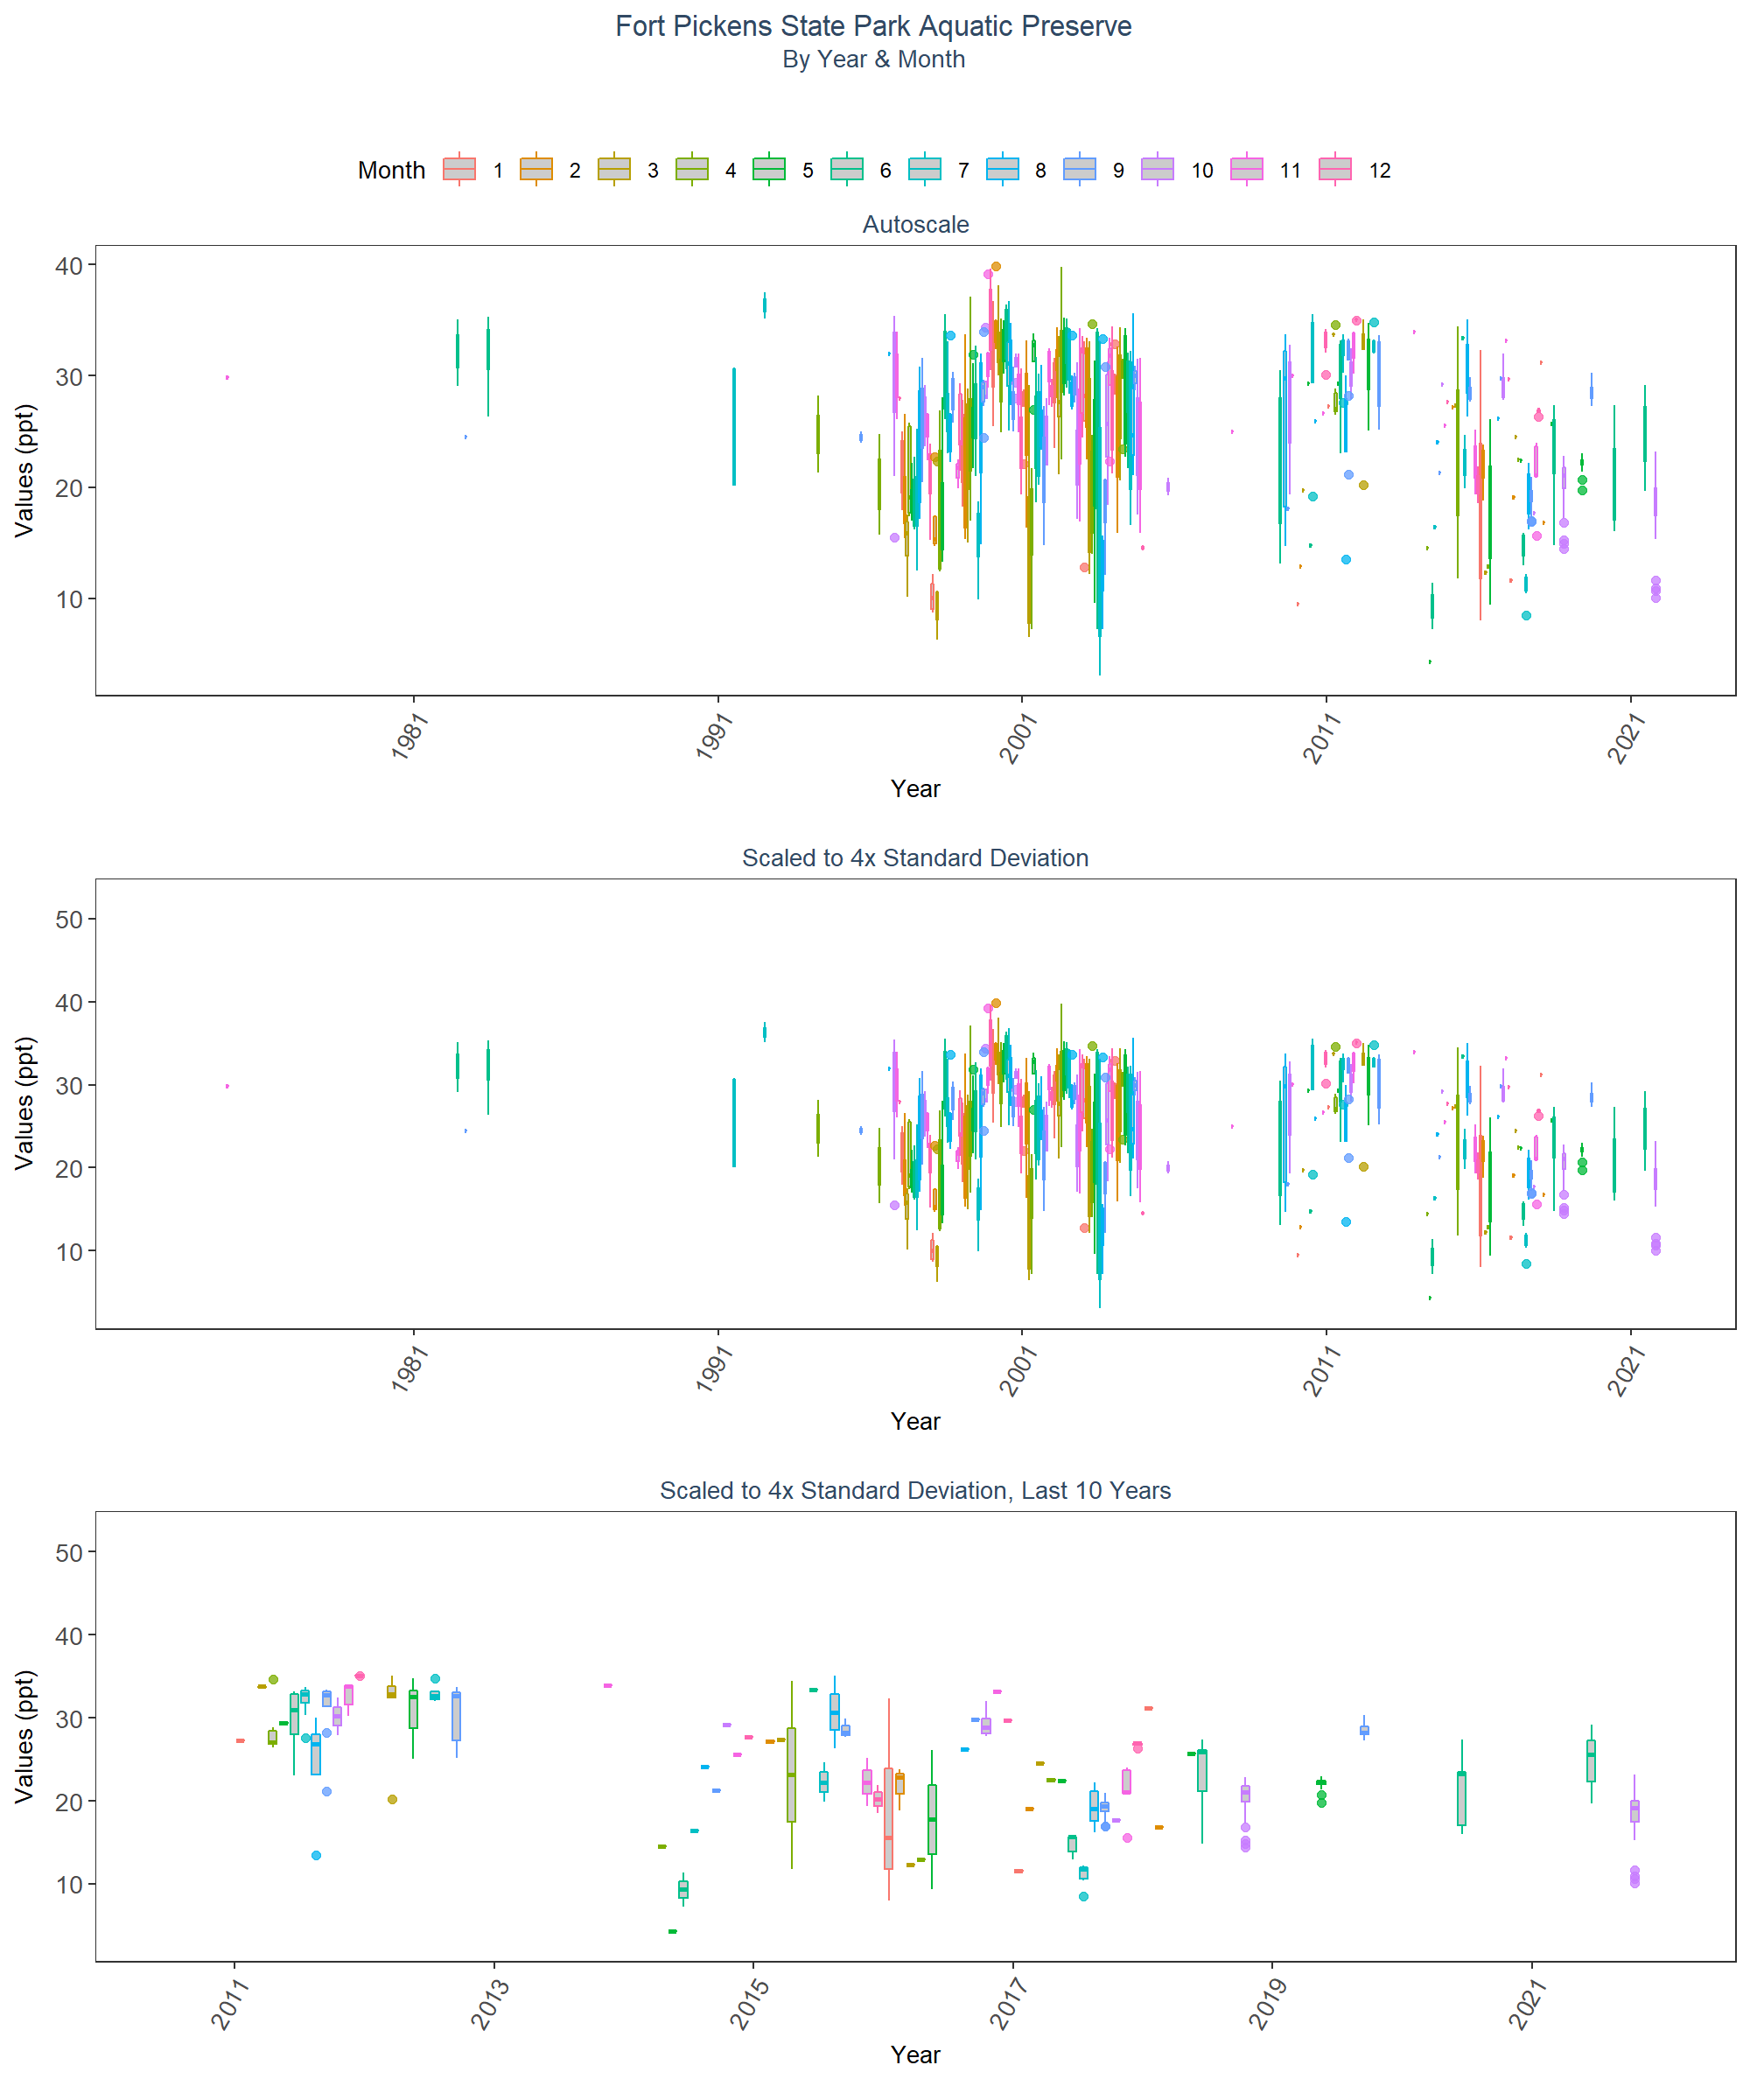 Fort Pickens State Park Aquatic Preserve
By Year & Month
Month 1 2 3 4 5 6 7 8 9 10 11 12
Autoscale
Values (ppt)
40
30
20
10
1981 1991 2001 2011 2021
Year
Scaled to 4x Standard Deviation
Values (ppt)
50
40
30
20
10
1981 1991 2001 2011 2021
Year
Scaled to 4x Standard Deviation, Last 10 Years
Values (ppt)
50
40
30
20
10
2011 2013 2015 2017 2019 2021
Year